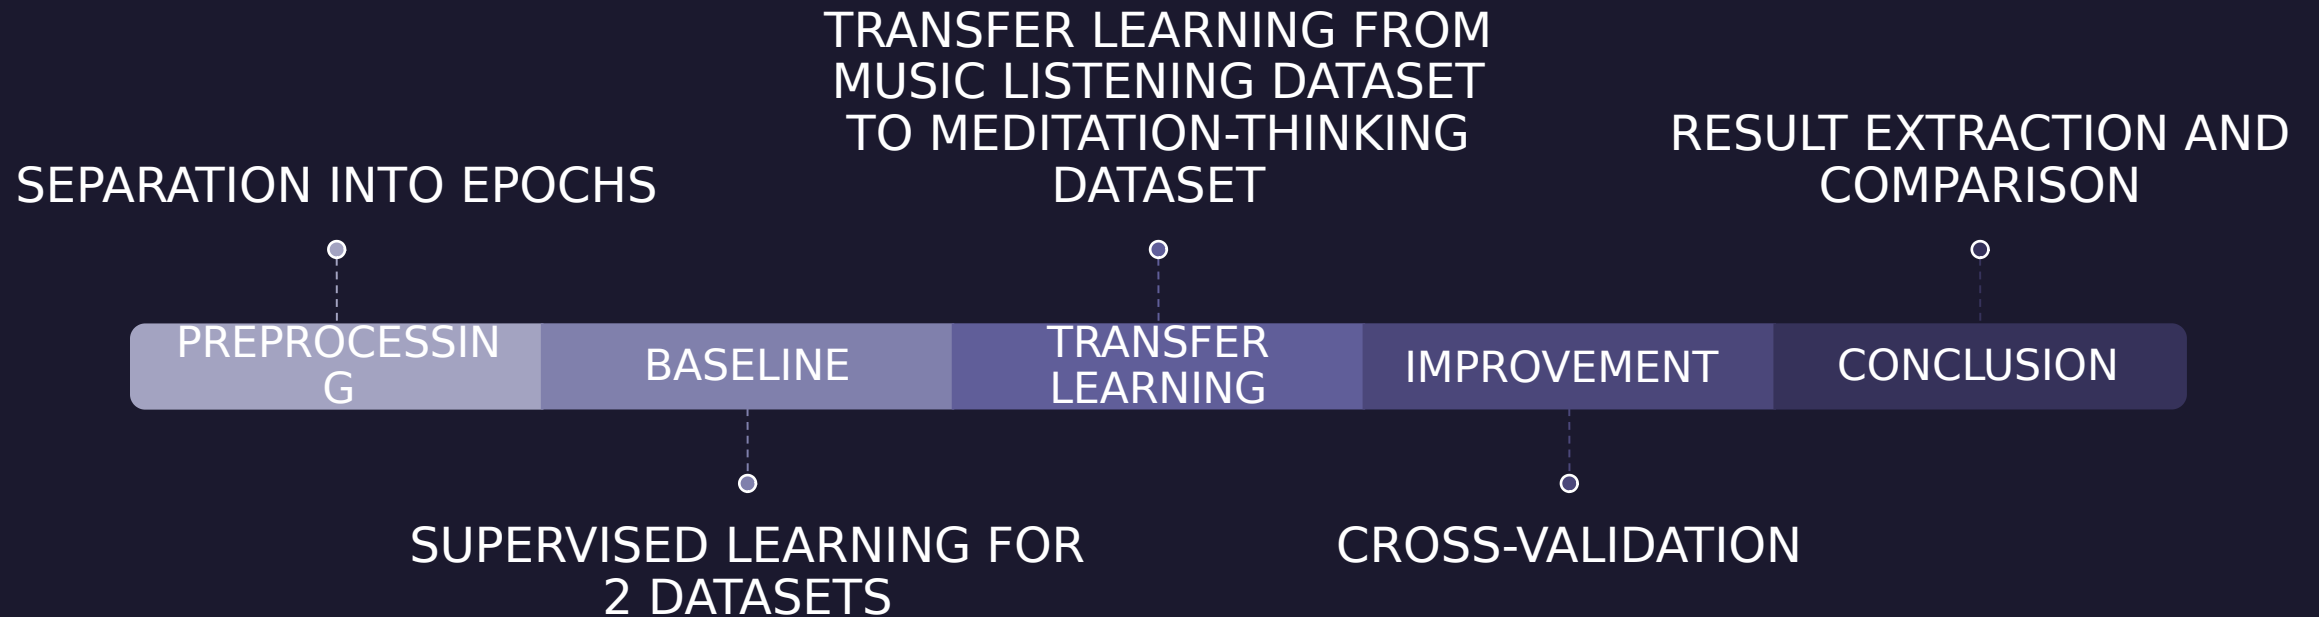 TRANSFER LEARNING FROM
MUSIC LISTENING DATASET
TO MEDITATION-THINKING
DATASET
RESULT EXTRACTION AND
COMPARISON
SEPARATION INTO EPOCHS
PREPROCESSIN
G
BASELINE
TRANSFER
LEARNING
IMPROVEMENT
CONCLUSION
SUPERVISED LEARNING FOR
2 DATASETS
CROSS-VALIDATION